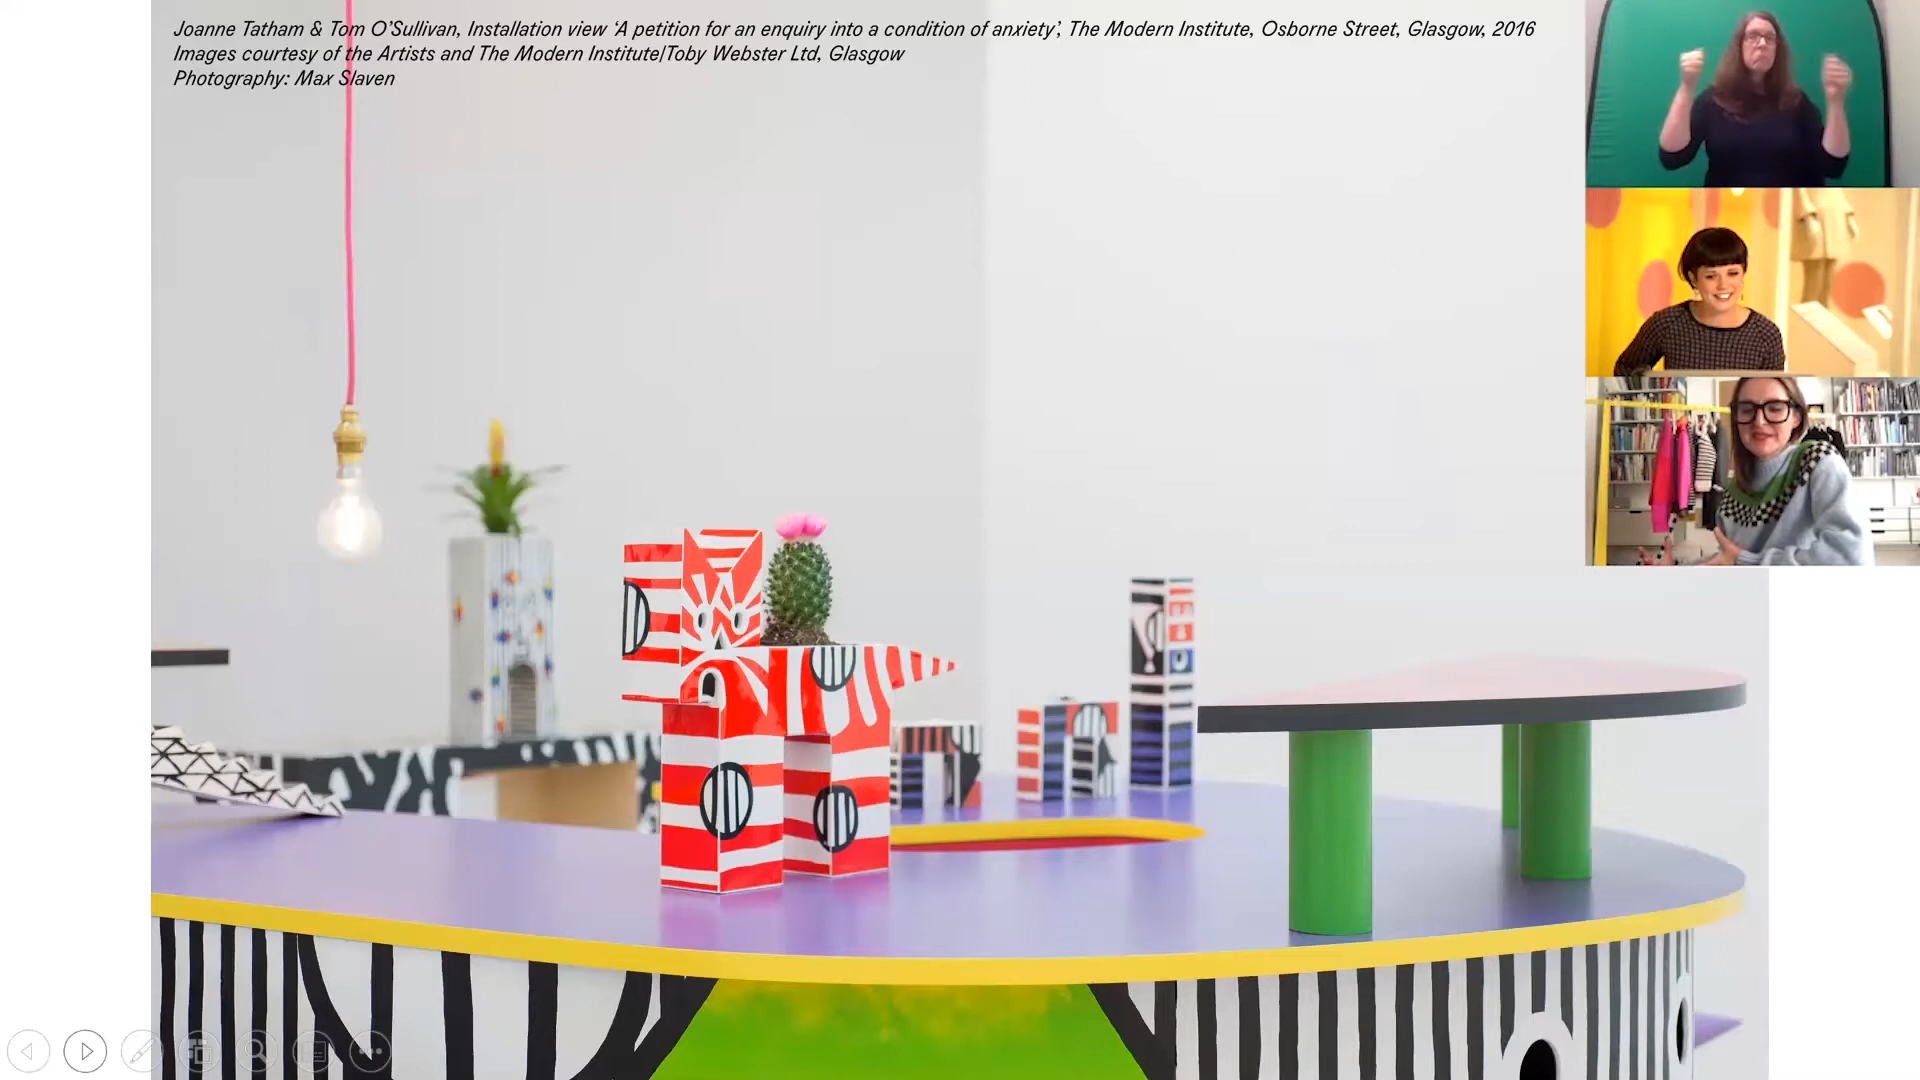 Joanne Tatham & Tom O’Sullivan, Installation view ‘A petition for an enquiry into a condition of anxiety’, The Modern Institute, Osborne Street, Glasgow, 2016
Images courtesy of the Artists and The Modern Institute|Toby Webster Ltd, Glasgow
Photography: Max Slaven